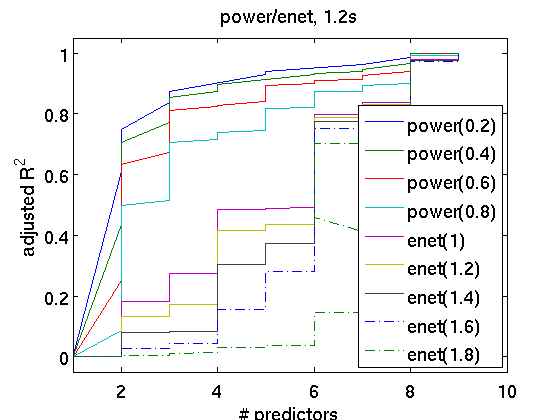 power/enet, 1.2s
adjusted R²
1
0.8
0.6
0.4
0.2
0
2
4
6
8
10
# predictors
power(0.2)
power(0.4)
power(0.6)
power(0.8)
enet(1)
enet(1.2)
enet(1.4)
enet(1.6)
enet(1.8)